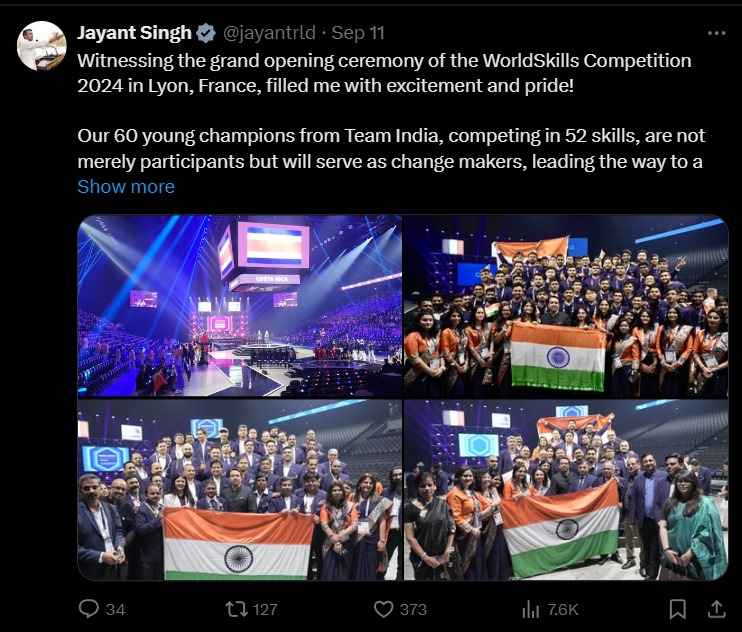 Jayant Singh @jayantrld · Sep 11
Witnessing the grand opening ceremony of the WorldSkills Competition
2024 in Lyon, France, filled me with excitement and pride!
Our 60 young champions from Team India, competing in 52 skills, are not
merely participants but will serve as change makers, leading the way to a
Show more
COSTA RICA
34 127 373 7.6K